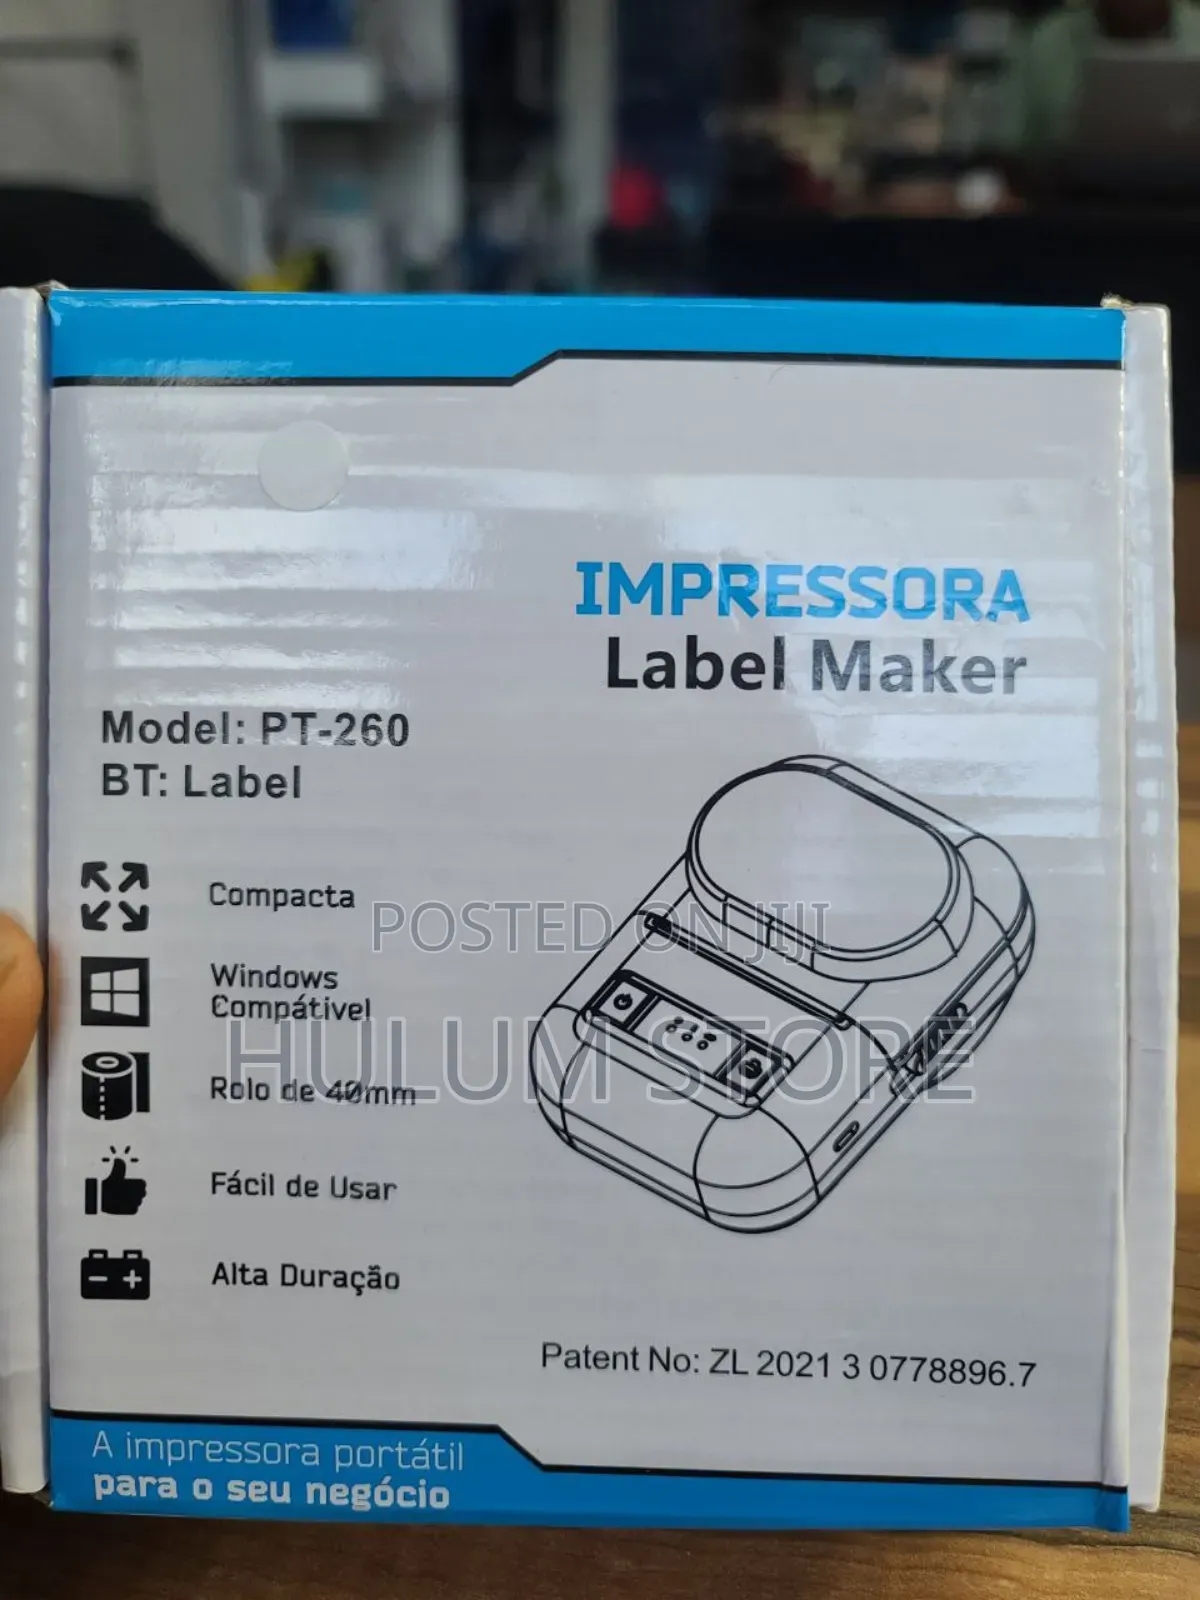 IMPRESSORA
Label Maker
Model: PT-260
BT: Label
Compacta
POSTED ON JIJI
Windows
Compátivel
HULUM STORE
Rolo de 40mm
Fácil de Usar
Alta Duração
Patent No: ZL 2021 3 0778896.7
A impressora portátil
para o seu negócio